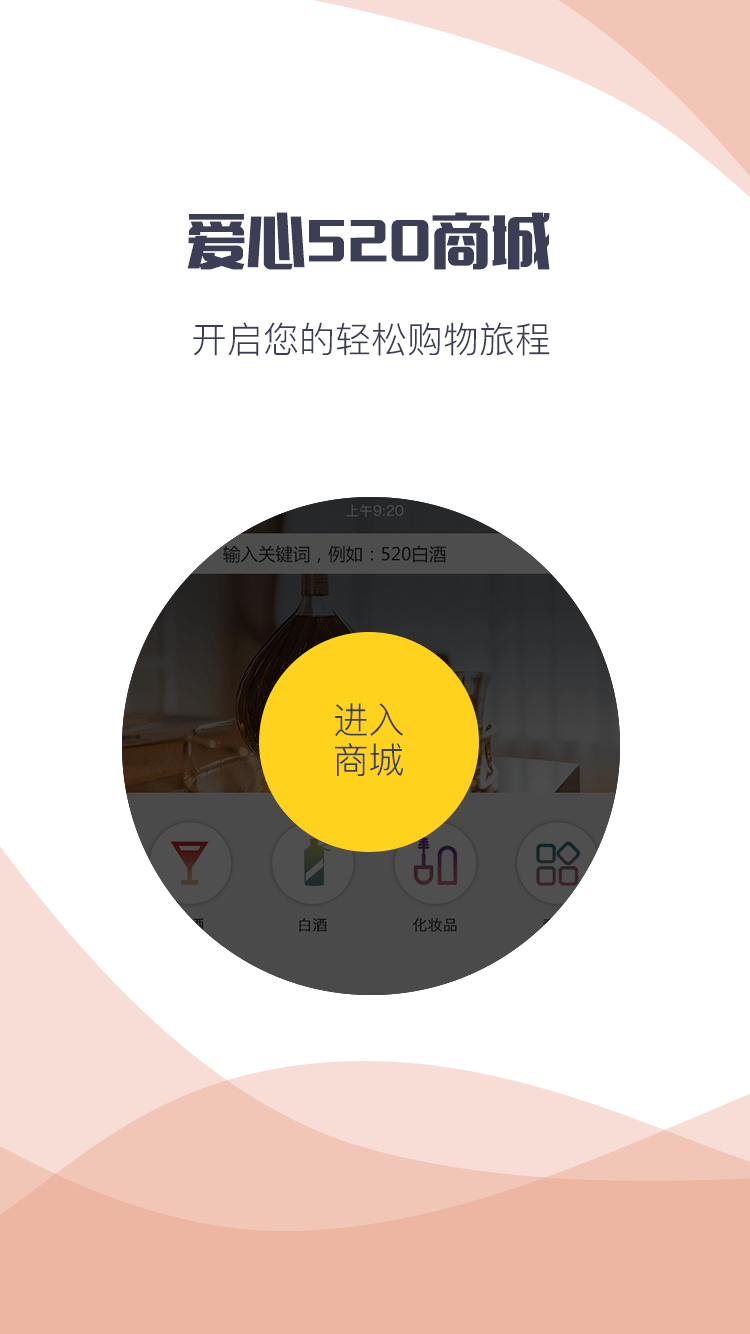 爱心520商城
开启您的轻松购物旅程
上午9:20
输入关键词，例如：520白酒
进入
商城
酒 白酒 化妆品